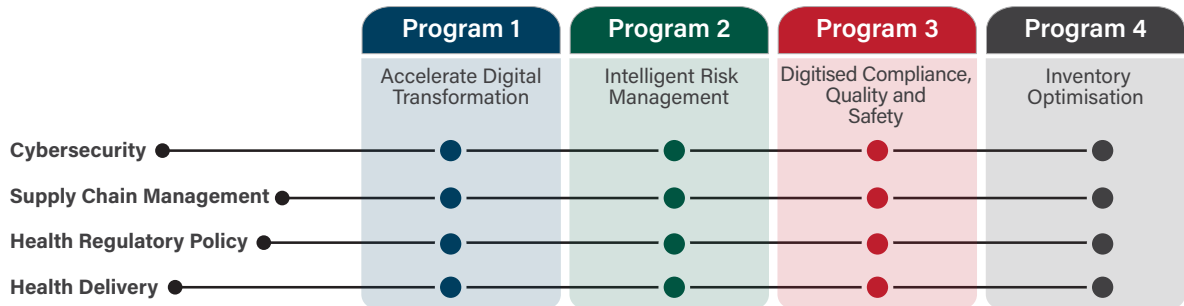 Program 1
Program 2
Program 3
Program 4
Accelerate Digital
Transformation
Intelligent Risk
Management
Digitised Compliance,
Quality and
Safety
Inventory
Optimisation
Cybersecurity
Supply Chain Management
Health Regulatory Policy
Health Delivery